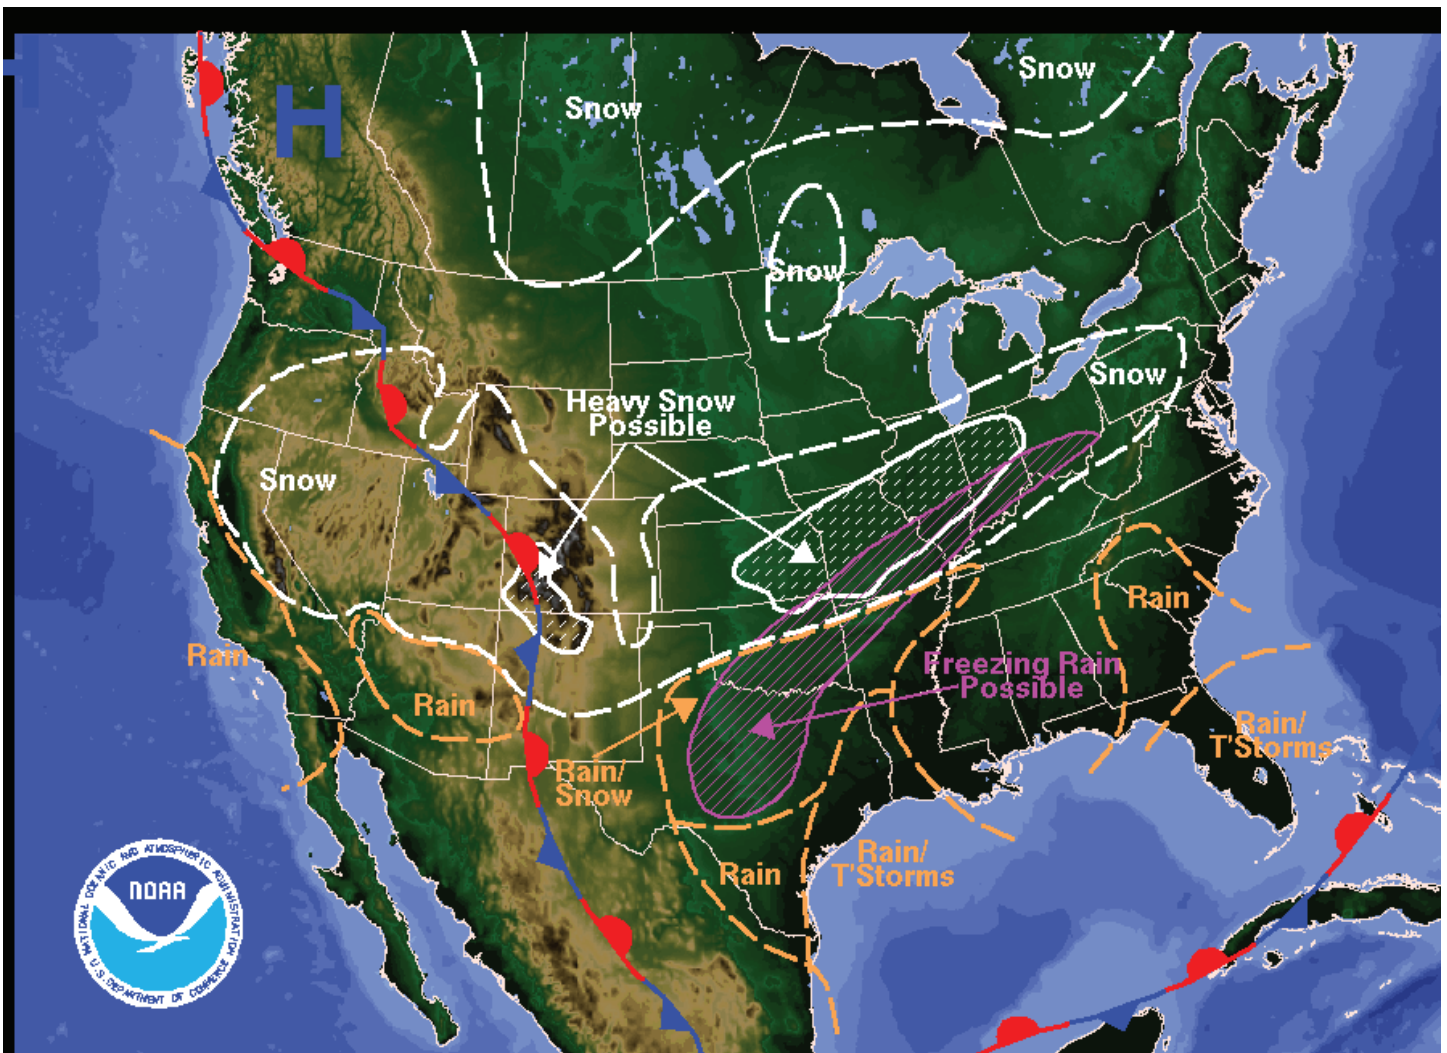 H
Snow
Snow
Snow
Heavy Snow
Possible
Snow
Snow
Rain
Rain
Rain
Freezing Rain
Possible
Rain/
Snow
Rain/
T'Storms
Rain
Rain/
T'Storms
NATIONAL OCEANIC AND ATMOSPHERIC ADMINISTRATION
NOAA
U.S. DEPARTMENT OF COMMERCE